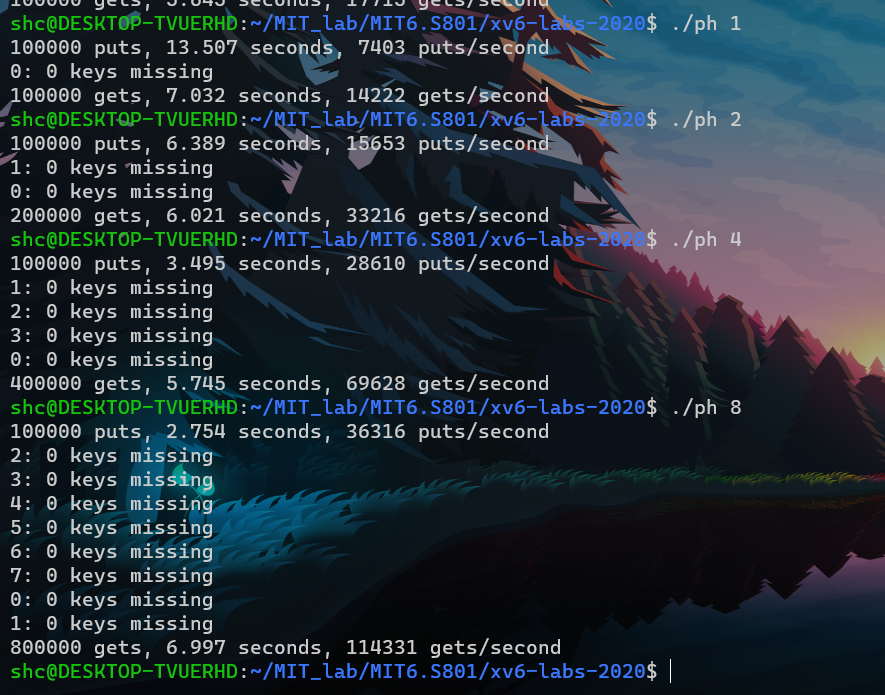 100000 gets, 5.645 seconds, 17715 gets/second
shc@DESKTOP-TVUERHD:~/MIT_lab/MIT6.S801/xv6-labs-2020$ ./ph 1
100000 puts, 13.507 seconds, 7403 puts/second
0: 0 keys missing
100000 gets, 7.032 seconds, 14222 gets/second
shc@DESKTOP-TVUERHD:~/MIT_lab/MIT6.S801/xv6-labs-2020$ ./ph 2
100000 puts, 6.389 seconds, 15653 puts/second
1: 0 keys missing
0: 0 keys missing
200000 gets, 6.021 seconds, 33216 gets/second
shc@DESKTOP-TVUERHD:~/MIT_lab/MIT6.S801/xv6-labs-2020$ ./ph 4
100000 puts, 3.495 seconds, 28610 puts/second
1: 0 keys missing
2: 0 keys missing
3: 0 keys missing
0: 0 keys missing
400000 gets, 5.745 seconds, 69628 gets/second
shc@DESKTOP-TVUERHD:~/MIT_lab/MIT6.S801/xv6-labs-2020$ ./ph 8
100000 puts, 2.754 seconds, 36316 puts/second
2: 0 keys missing
3: 0 keys missing
4: 0 keys missing
5: 0 keys missing
6: 0 keys missing
7: 0 keys missing
0: 0 keys missing
1: 0 keys missing
800000 gets, 6.997 seconds, 114331 gets/second
shc@DESKTOP-TVUERHD:~/MIT_lab/MIT6.S801/xv6-labs-2020$